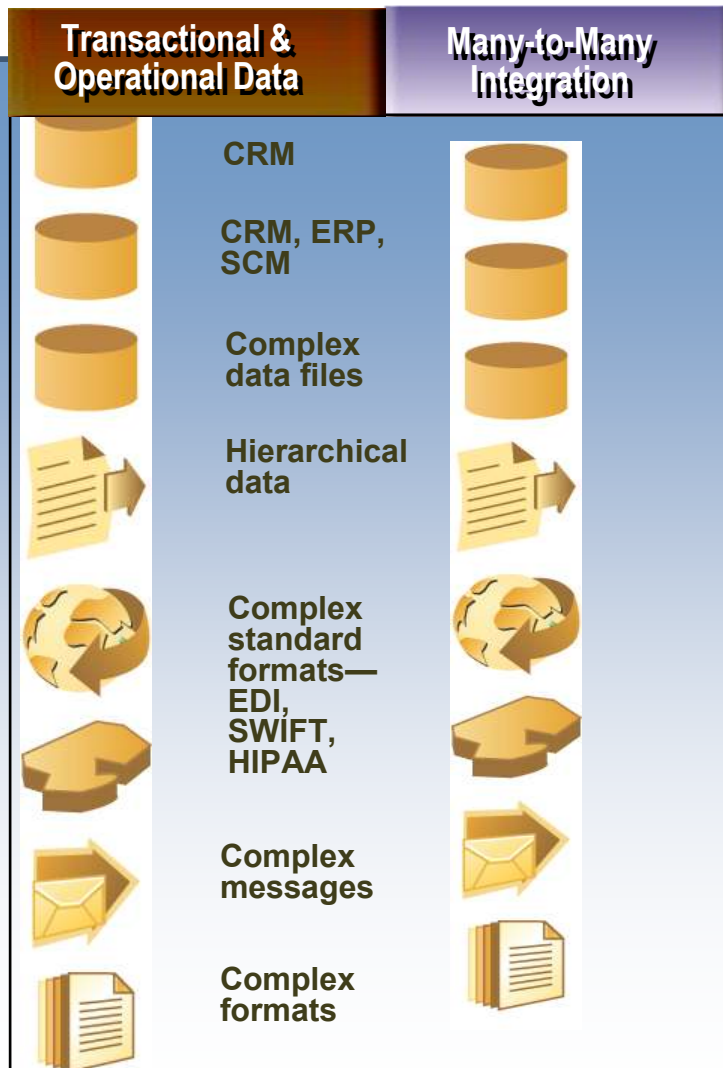 Transactional &
Operational Data
Many-to-Many
Integration
CRM
CRM, ERP,
SCM
Complex
data files
Hierarchical
data
Complex
standard
formats—
EDI,
SWIFT,
HIPAA
Complex
messages
Complex
formats